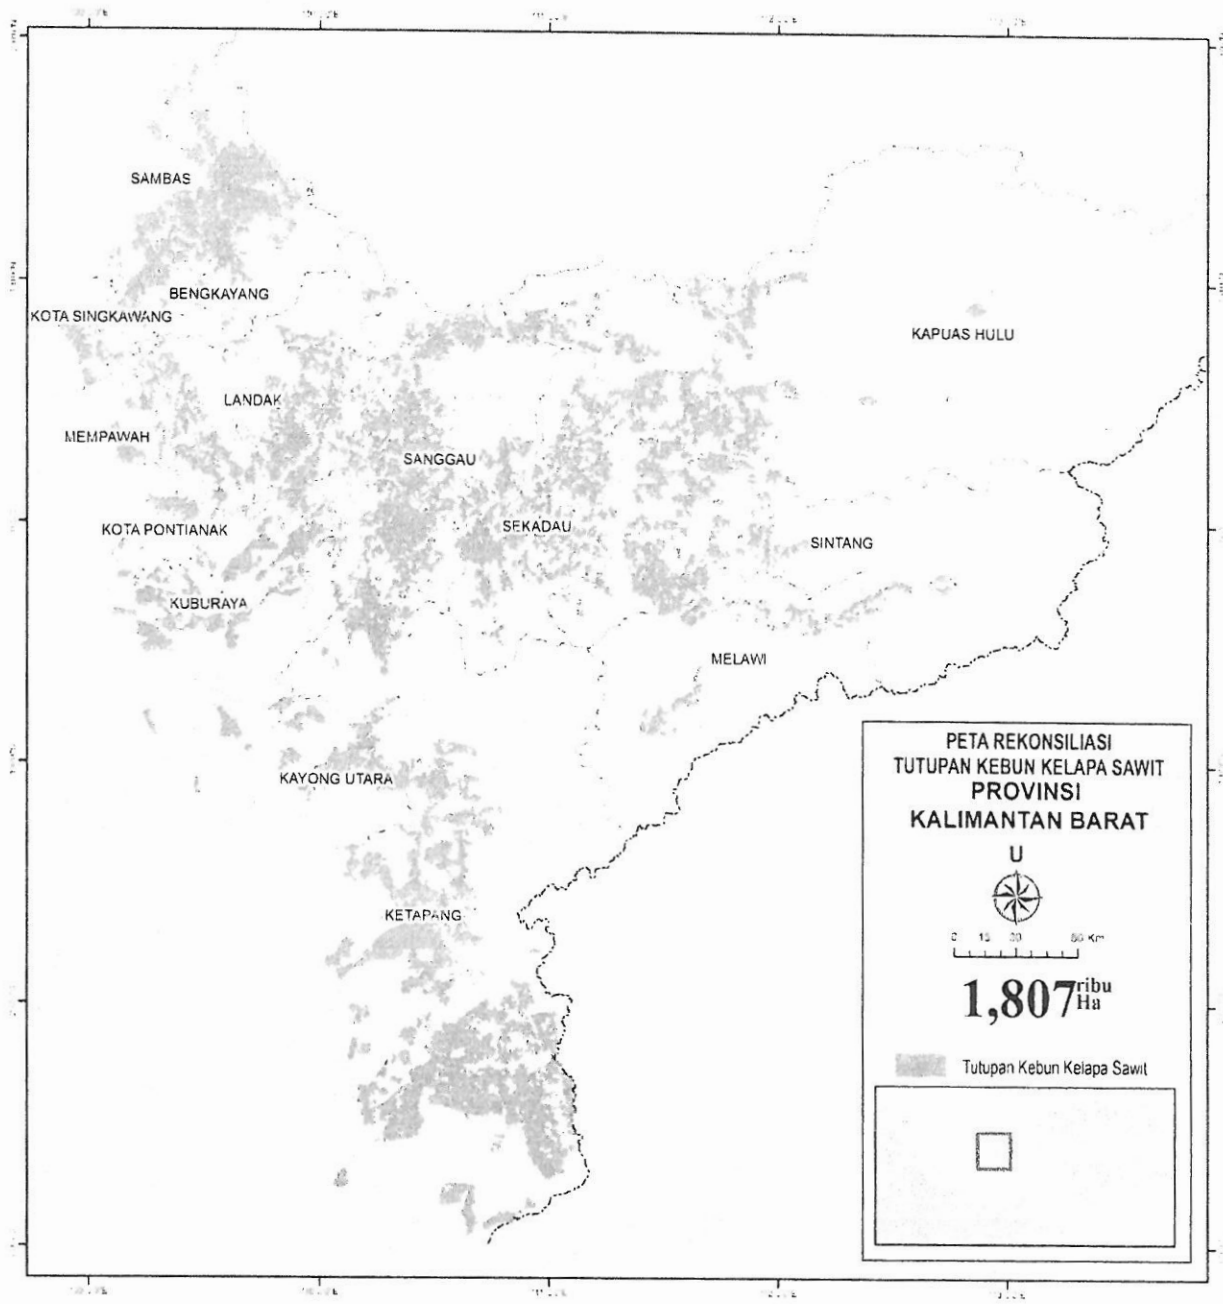 SAMBAS
BENGKAYANG
KOTA SINGKAWANG
KAPUAS HULU
LANDAK
MEMPAWAH
SANGGAU
SEKADAU
KOTA PONTIANAK
SINTANG
KUBURAYA
MELAWI
KAYONG UTARA
KETAPANG
PETA REKONSILIASI
TUTUPAN KEBUN KELAPA SAWIT
PROVINSI
KALIMANTAN BARAT
U
0 15 30 60 Km
1,807 ribu Ha
Tutupan Kebun Kelapa Sawit